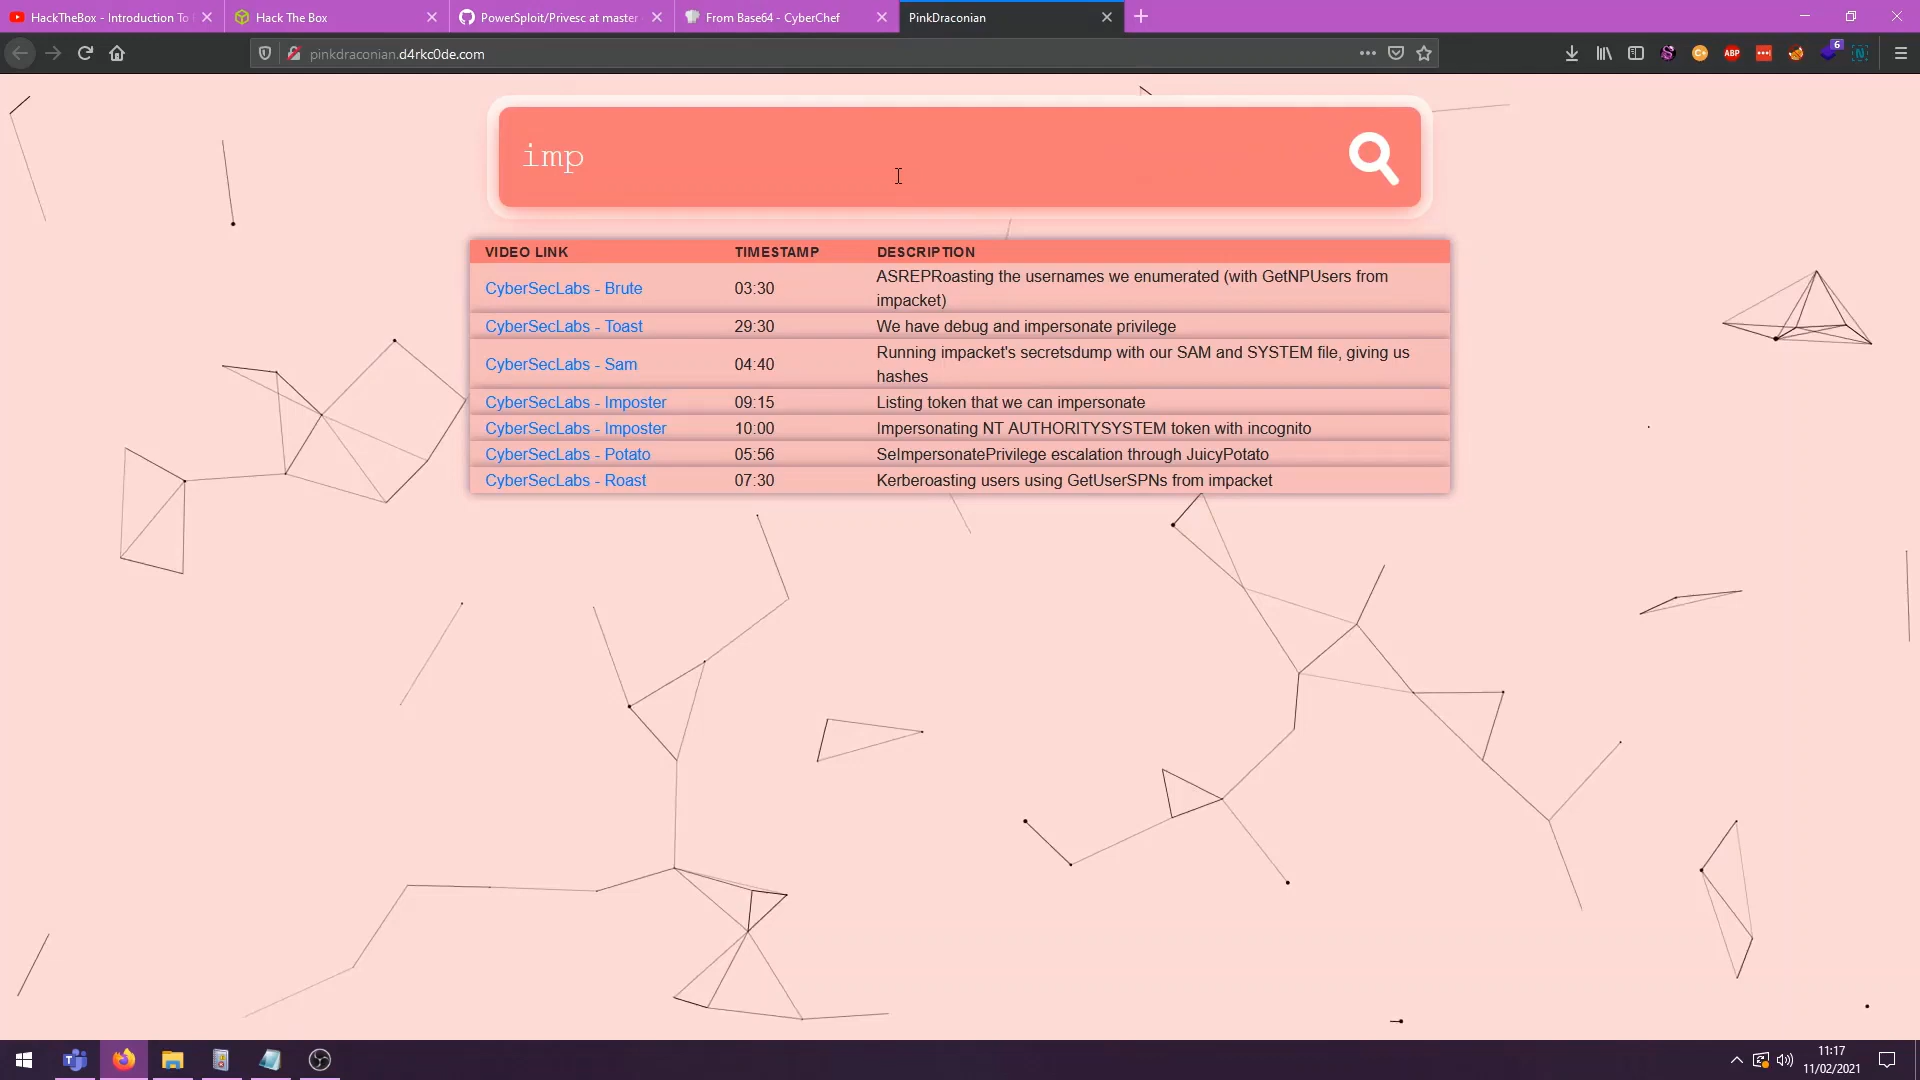 HackTheBox - Introduction To
Hack The Box
PowerSploit/Privesc at master
From Base64 - CyberChef
PinkDraconian
pinkdraconian.d4rkc0de.com
C+
ABP
6
N
imp
VIDEO LINK TIMESTAMP DESCRIPTION
CyberSecLabs - Brute 03:30 ASREPRoasting the usernames we enumerated (with GetNPUsers from
impacket)
CyberSecLabs - Toast 29:30 We have debug and impersonate privilege
CyberSecLabs - Sam 04:40 Running impacket's secretsdump with our SAM and SYSTEM file, giving us
hashes
CyberSecLabs - Imposter 09:15 Listing token that we can impersonate
CyberSecLabs - Imposter 10:00 Impersonating NT AUTHORITYSYSTEM token with incognito
CyberSecLabs - Potato 05:56 SeImpersonatePrivilege escalation through JuicyPotato
CyberSecLabs - Roast 07:30 Kerberoasting users using GetUserSPNs from impacket
11:17
11/02/2021